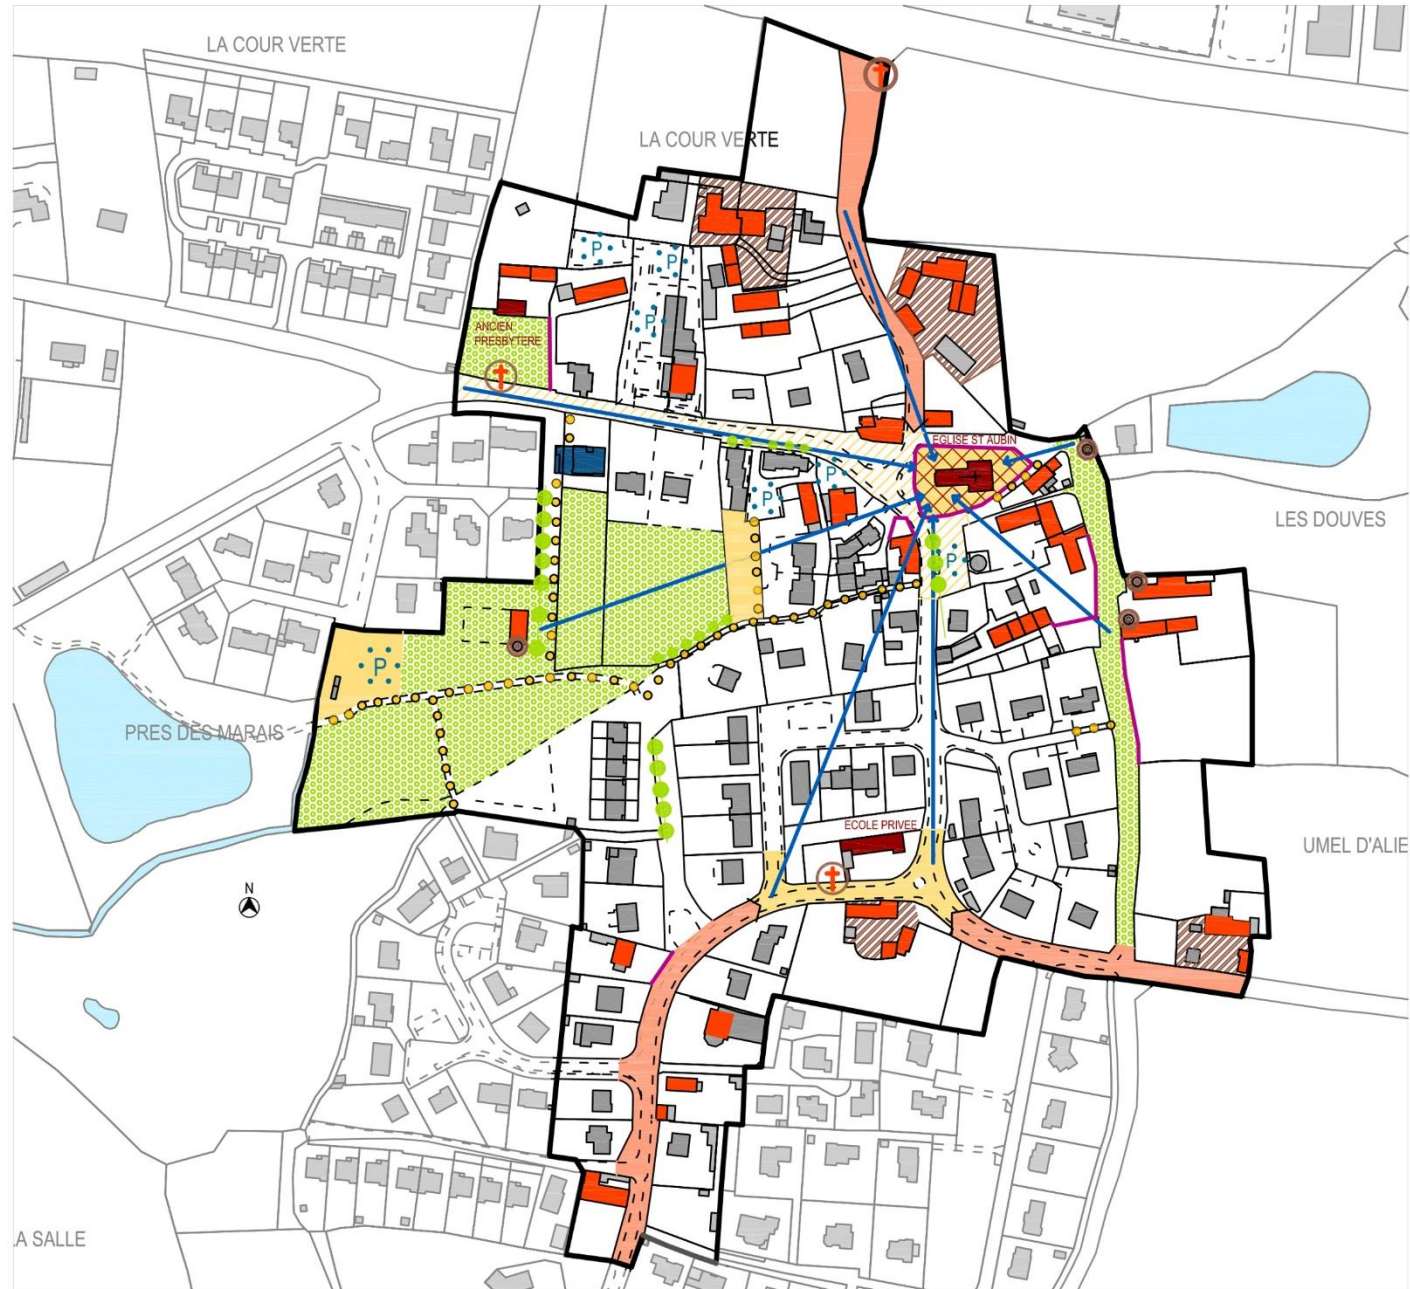 LA COUR VERTE
LA COUR VERTE
P
P
P
ANCIEN
PRESBYTERE
EGLISE ST AUBIN
P
P
LES DOUVES
P
P
PRES DES MARAIS
ECOLE PRIVEE
UMEL D'ALIE
N
LA SALLE